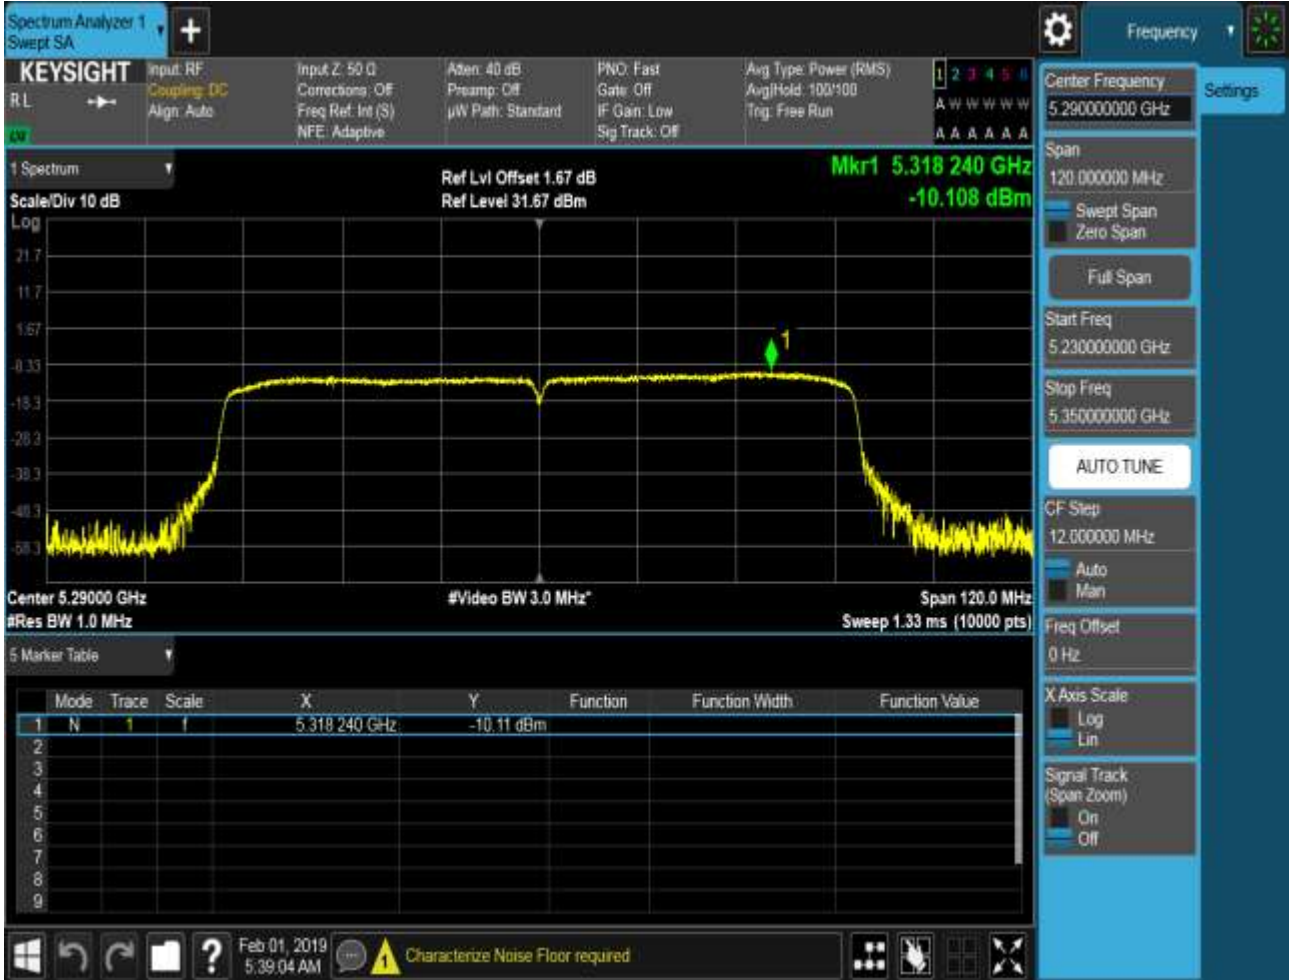 Spectrum Analyzer 1
Swept SA
+
Frequency
KEYSIGHT
RL
Input: RF
Coupling: DC
Align: Auto
Input Z: 50 Ω
Corrections: Off
Freq Ref: Int (S)
NFE: Adaptive
Atten: 40 dB
Preamp: Off
µW Path: Standard
PNO: Fast
Gate: Off
IF Gain: Low
Sig Track: Off
Avg Type: Power (RMS)
Avg|Hold: 100/100
Trig: Free Run
1 2 3 4 5 6
A W W W W W
A A A A A A
1 Spectrum
Scale/Div 10 dB
Ref Lvl Offset 1.67 dB
Ref Level 31.67 dBm
Mkr1 5.318 240 GHz
-10.108 dBm
Log
21.7
11.7
1.67
-8.33
-18.3
-28.3
-38.3
-48.3
-58.3
1
Center 5.29000 GHz
#Res BW 1.0 MHz
#Video BW 3.0 MHz*
Span 120.0 MHz
Sweep 1.33 ms (10000 pts)
5 Marker Table
Mode Trace Scale X Y Function Function Width Function Value
1 N 1 f 5.318 240 GHz -10.11 dBm
2
3
4
5
6
7
8
9
Feb 01, 2019
5:39:04 AM
?
1
Characterize Noise Floor required
Center Frequency
5.290000000 GHz
Settings
Span
120.000000 MHz
Swept Span
Zero Span
Full Span
Start Freq
5.230000000 GHz
Stop Freq
5.350000000 GHz
AUTO TUNE
CF Step
12.000000 MHz
Auto
Man
Freq Offset
0 Hz
X Axis Scale
Log
Lin
Signal Track
(Span Zoom)
On
Off